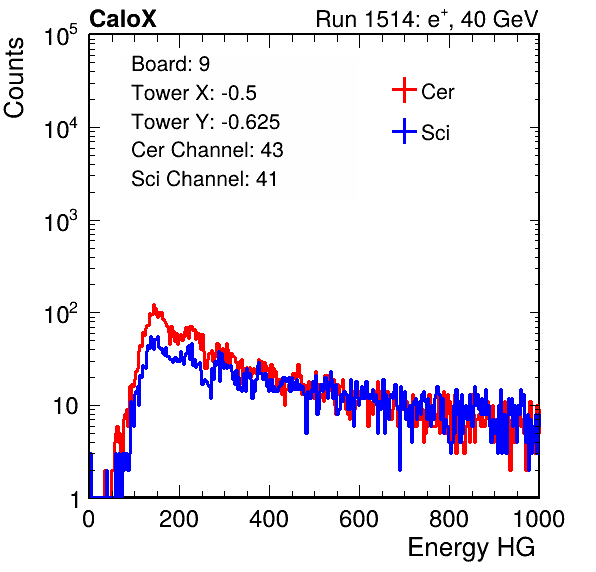 CaloX Run 1514: e⁺, 40 GeV
Counts
10⁵
10⁴
10³
10²
10
1
Board: 9
Tower X: -0.5
Tower Y: -0.625
Cer Channel: 43
Sci Channel: 41
Cer
Sci
0 200 400 600 800 1000
Energy HG